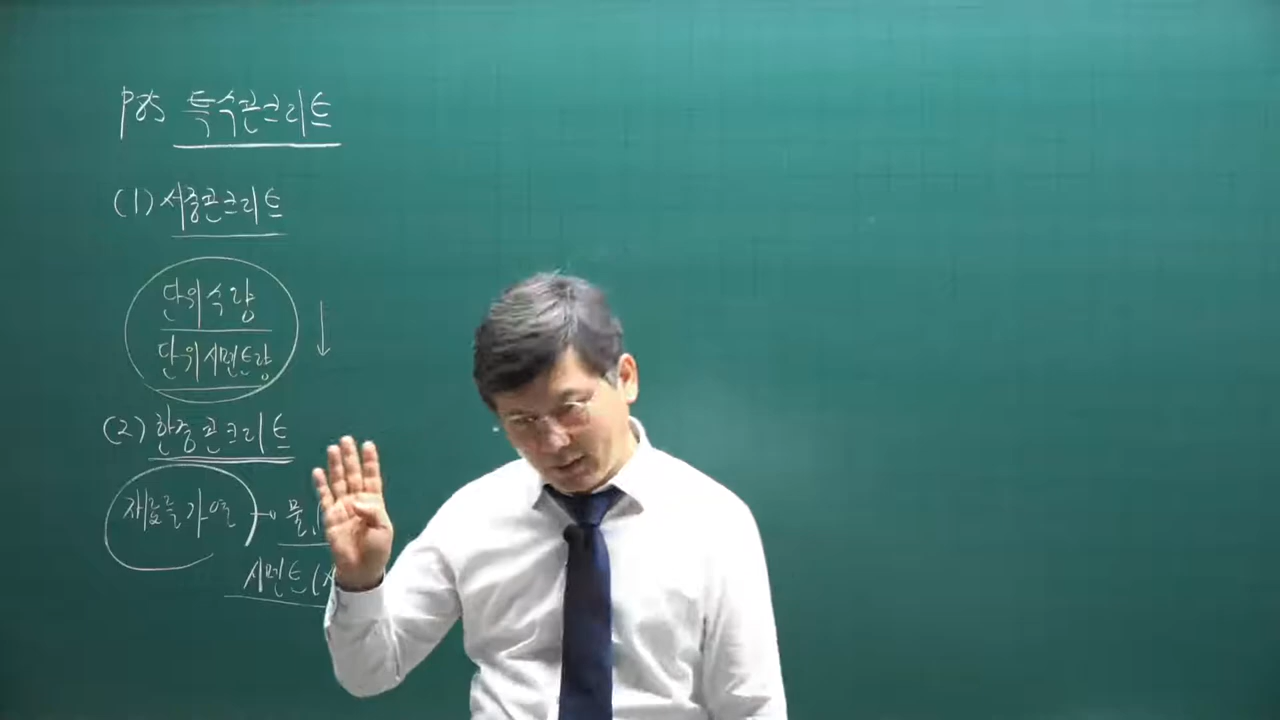 P85 특수콘크리트
(1) 서중콘크리트
단위수량
단위시멘트량 ↓
(2) 한중콘크리트
재료를 가열 → 물,
시멘트(x